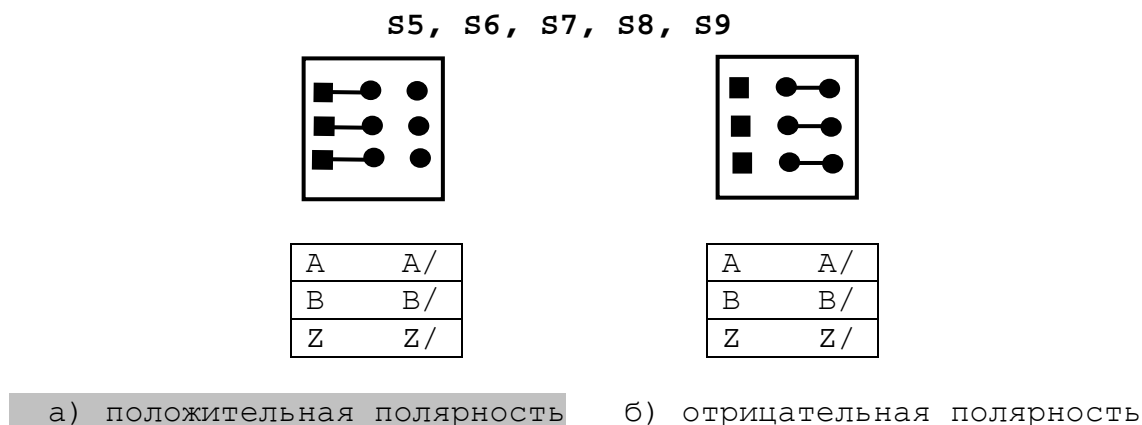 S5, S6, S7, S8, S9
A A/ A A/
B B/ B B/
Z Z/ Z Z/
а) положительная полярность б) отрицательная полярность